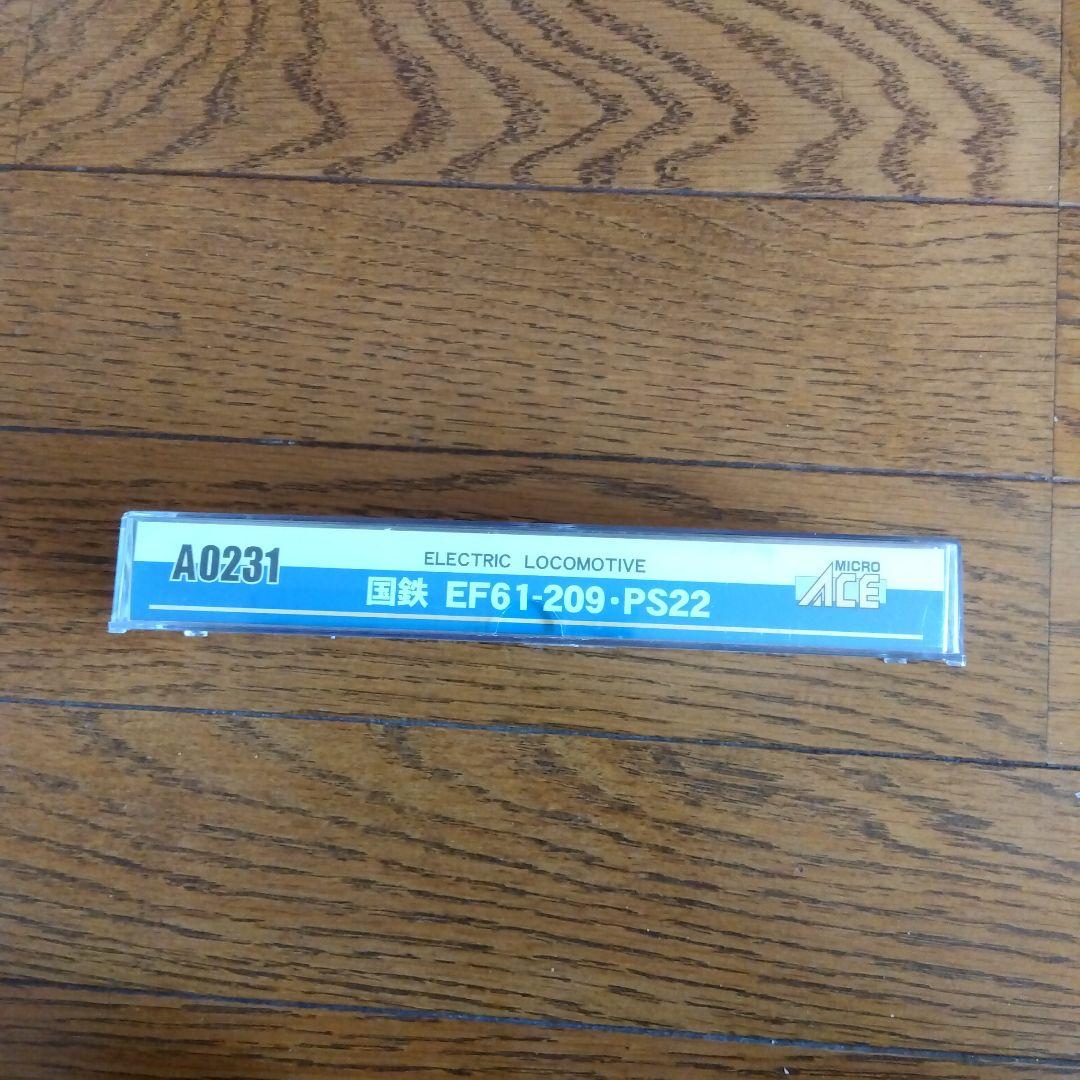 A0231
ELECTRIC LOCOMOTIVE
国鉄 EF61-209・PS22
MICRO
ACE